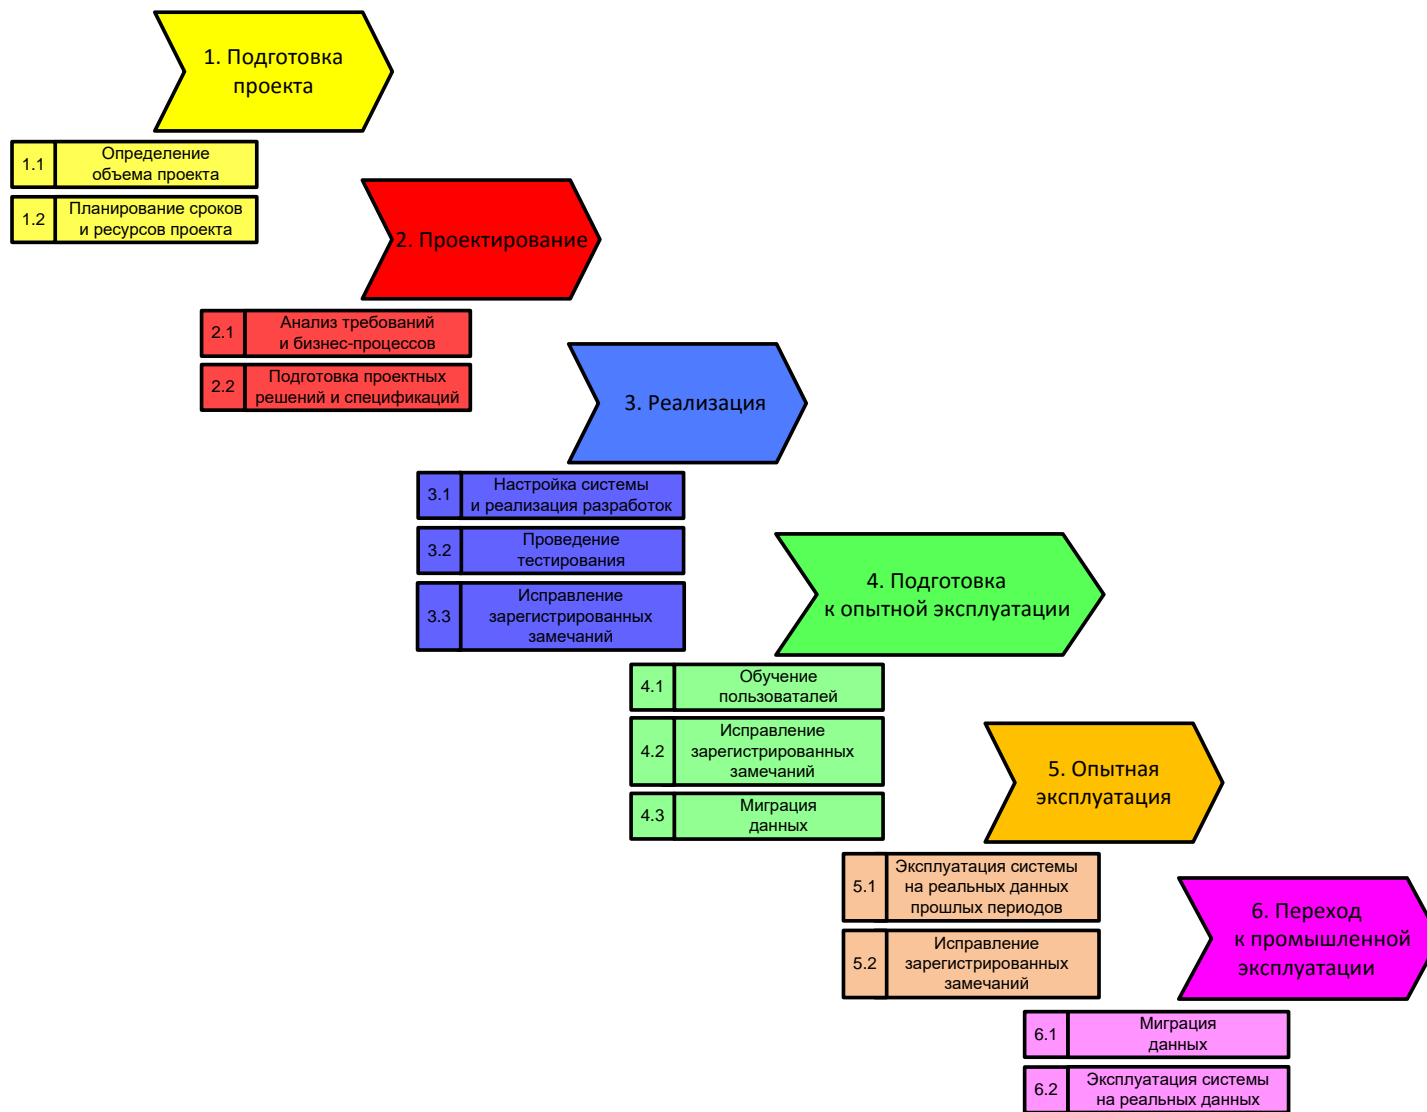 1. Подготовка
проекта
1.1
Определение
объема проекта
1.2
Планирование сроков
и ресурсов проекта
2. Проектирование
2.1
Анализ требований
и бизнес-процессов
2.2
Подготовка проектных
решений и спецификаций
3. Реализация
3.1
Настройка системы
и реализация разработок
3.2
Проведение
тестирования
3.3
Исправление
зарегистрированных
замечаний
4. Подготовка
к опытной эксплуатации
4.1
Обучение
пользоваталей
4.2
Исправление
зарегистрированных
замечаний
4.3
Миграция
данных
5. Опытная
эксплуатация
5.1
Эксплуатация системы
на реальных данных
прошлых периодов
5.2
Исправление
зарегистрированных
замечаний
6. Переход
к промышленной
эксплуатации
6.1
Миграция
данных
6.2
Эксплуатация системы
на реальных данных